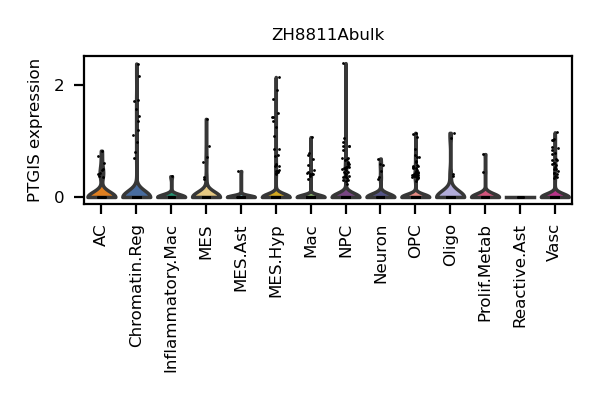 ZH8811Abulk
PTGIS expression
2
0
AC
Chromatin.Reg
Inflammatory.Mac
MES
MES.Ast
MES.Hyp
Mac
NPC
Neuron
OPC
Oligo
Prolif.Metab
Reactive.Ast
Vasc